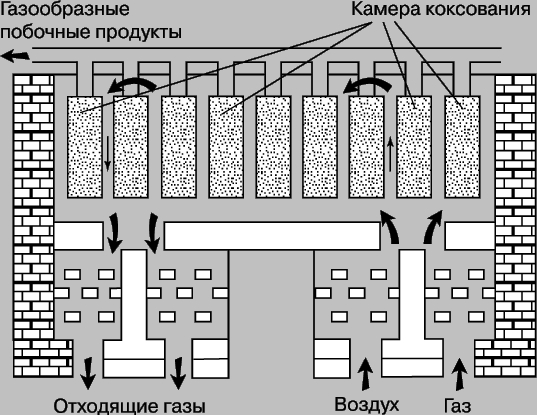 Газообразные
побочные продукты
Камера коксования
Отходящие газы
Воздух
Газ